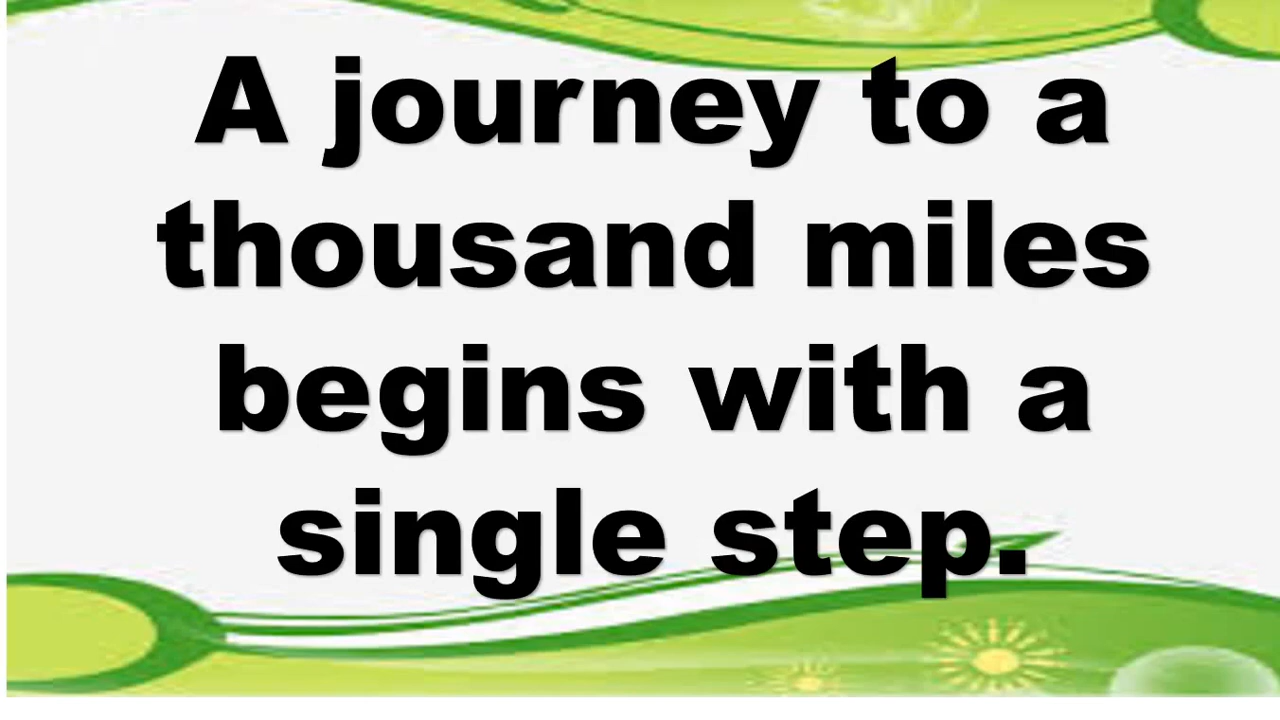 A journey to a
thousand miles
begins with a
single step.